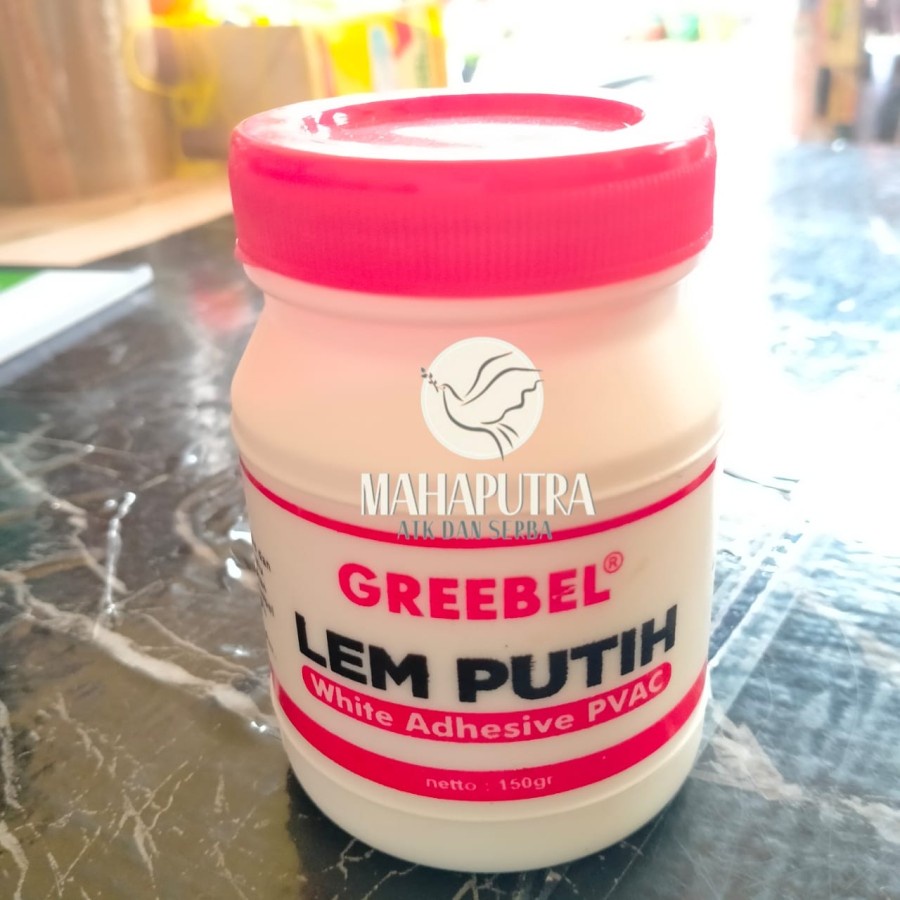 MAHAPUTRA
ATK DAN SERBA
GREEBEL®
LEM PUTIH
White Adhesive PVAC
netto : 150gr